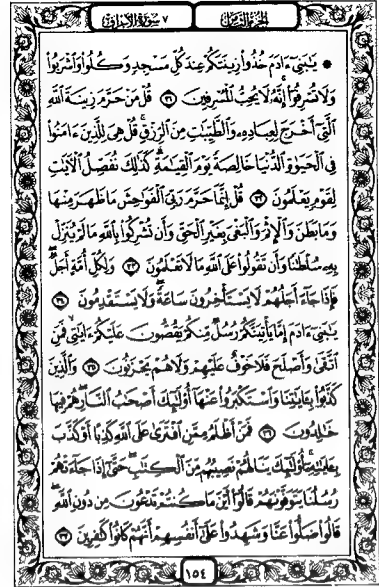 الجزء الثامن ٧ سورة الأعراف
۞ يَٰبَنِىٓ ءَادَمَ خُذُوا۟ زِينَتَكُمْ عِندَ كُلِّ مَسْجِدٍ وَكُلُوا۟ وَٱشْرَبُوا۟
وَلَا تُسْرِفُوٓا۟ ۚ إِنَّهُۥ لَا يُحِبُّ ٱلْمُسْرِفِينَ ٣١ قُلْ مَنْ حَرَّمَ زِينَةَ ٱللَّهِ
ٱلَّتِىٓ أَخْرَجَ لِعِبَادِهِۦ وَٱلطَّيِّبَٰتِ مِنَ ٱلرِّزْقِ ۚ قُلْ هِىَ لِلَّذِينَ ءَامَنُوا۟
فِى ٱلْحَيَوٰةِ ٱلدُّنْيَا خَالِصَةً يَوْمَ ٱلْقِيَٰمَةِ ۗ كَذَٰلِكَ نُفَصِّلُ ٱلْـَٔايَٰتِ
لِقَوْمٍ يَعْلَمُونَ ٣٢ قُلْ إِنَّمَا حَرَّمَ رَبِّىَ ٱلْفَوَٰحِشَ مَا ظَهَرَ مِنْهَا
وَمَا بَطَنَ وَٱلْإِثْمَ وَٱلْبَغْىَ بِغَيْرِ ٱلْحَقِّ وَأَن تُشْرِكُوا۟ بِٱللَّهِ مَا لَمْ يُنَزِّلْ
بِهِۦ سُلْطَٰنًا وَأَن تَقُولُوا۟ عَلَى ٱللَّهِ مَا لَا تَعْلَمُونَ ٣٣ وَلِكُلِّ أُمَّةٍ أَجَلٌ ۖ
فَإِذَا جَآءَ أَجَلُهُمْ لَا يَسْتَأْخِرُونَ سَاعَةً ۖ وَلَا يَسْتَقْدِمُونَ ٣٤
يَٰبَنِىٓ ءَادَمَ إِمَّا يَأْتِيَنَّكُمْ رُسُلٌ مِّنكُمْ يَقُصُّونَ عَلَيْكُمْ ءَايَٰتِى ۙ فَمَنِ
ٱتَّقَىٰ وَأَصْلَحَ فَلَا خَوْفٌ عَلَيْهِمْ وَلَا هُمْ يَحْزَنُونَ ٣٥ وَٱلَّذِينَ
كَذَّبُوا۟ بِـَٔايَٰتِنَا وَٱسْتَكْبَرُوا۟ عَنْهَآ أُو۟لَٰٓئِكَ أَصْحَٰبُ ٱلنَّارِ ۖ هُمْ فِيهَا
خَٰلِدُونَ ٣٦ فَمَنْ أَظْلَمُ مِمَّنِ ٱفْتَرَىٰ عَلَى ٱللَّهِ كَذِبًا أَوْ كَذَّبَ
بِـَٔايَٰتِهِۦٓ ۚ أُو۟لَٰٓئِكَ يَنَالُهُمْ نَصِيبُهُم مِّنَ ٱلْكِتَٰبِ ۖ حَتَّىٰٓ إِذَا جَآءَتْهُمْ
رُسُلُنَا يَتَوَفَّوْنَهُمْ قَالُوٓا۟ أَيْنَ مَا كُنتُمْ تَدْعُونَ مِن دُونِ ٱللَّهِ ۖ
قَالُوا۟ ضَلُّوا۟ عَنَّا وَشَهِدُوا۟ عَلَىٰٓ أَنفُسِهِمْ أَنَّهُمْ كَانُوا۟ كَٰفِرِينَ ٣٧
١٥٤